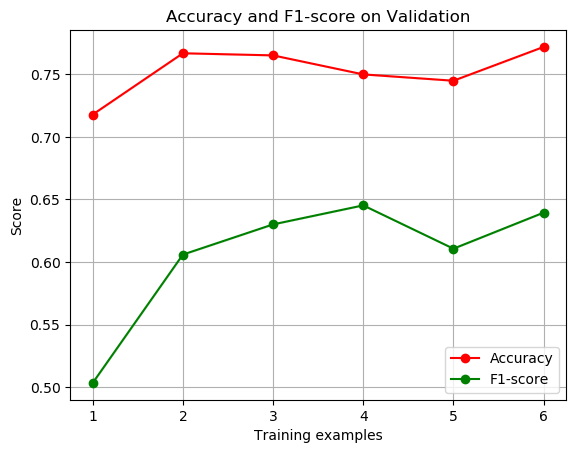 Accuracy and F1-score on Validation
Score
0.75
0.70
0.65
0.60
0.55
0.50
Accuracy
F1-score
1 2 3 4 5 6
Training examples